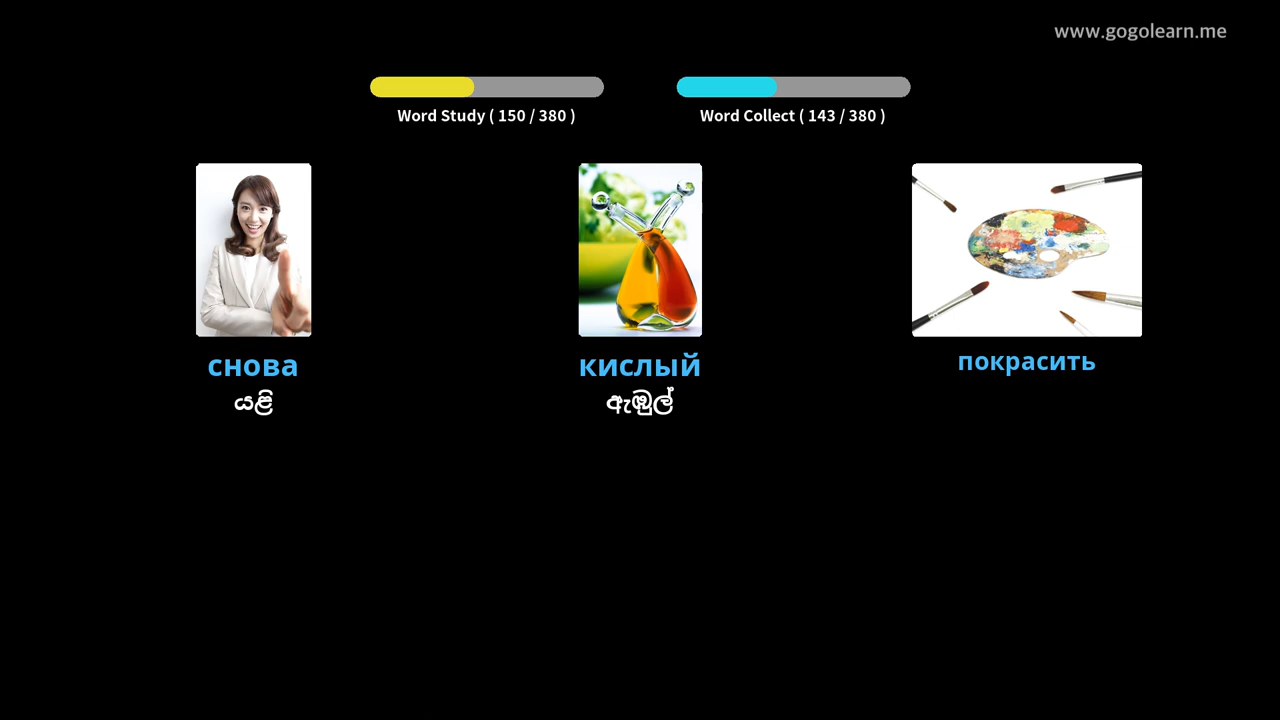 www.gogolearn.me
Word Study ( 150 / 380 )
Word Collect ( 143 / 380 )
снова
යළි
кислый
ඇඹුල්
покрасить